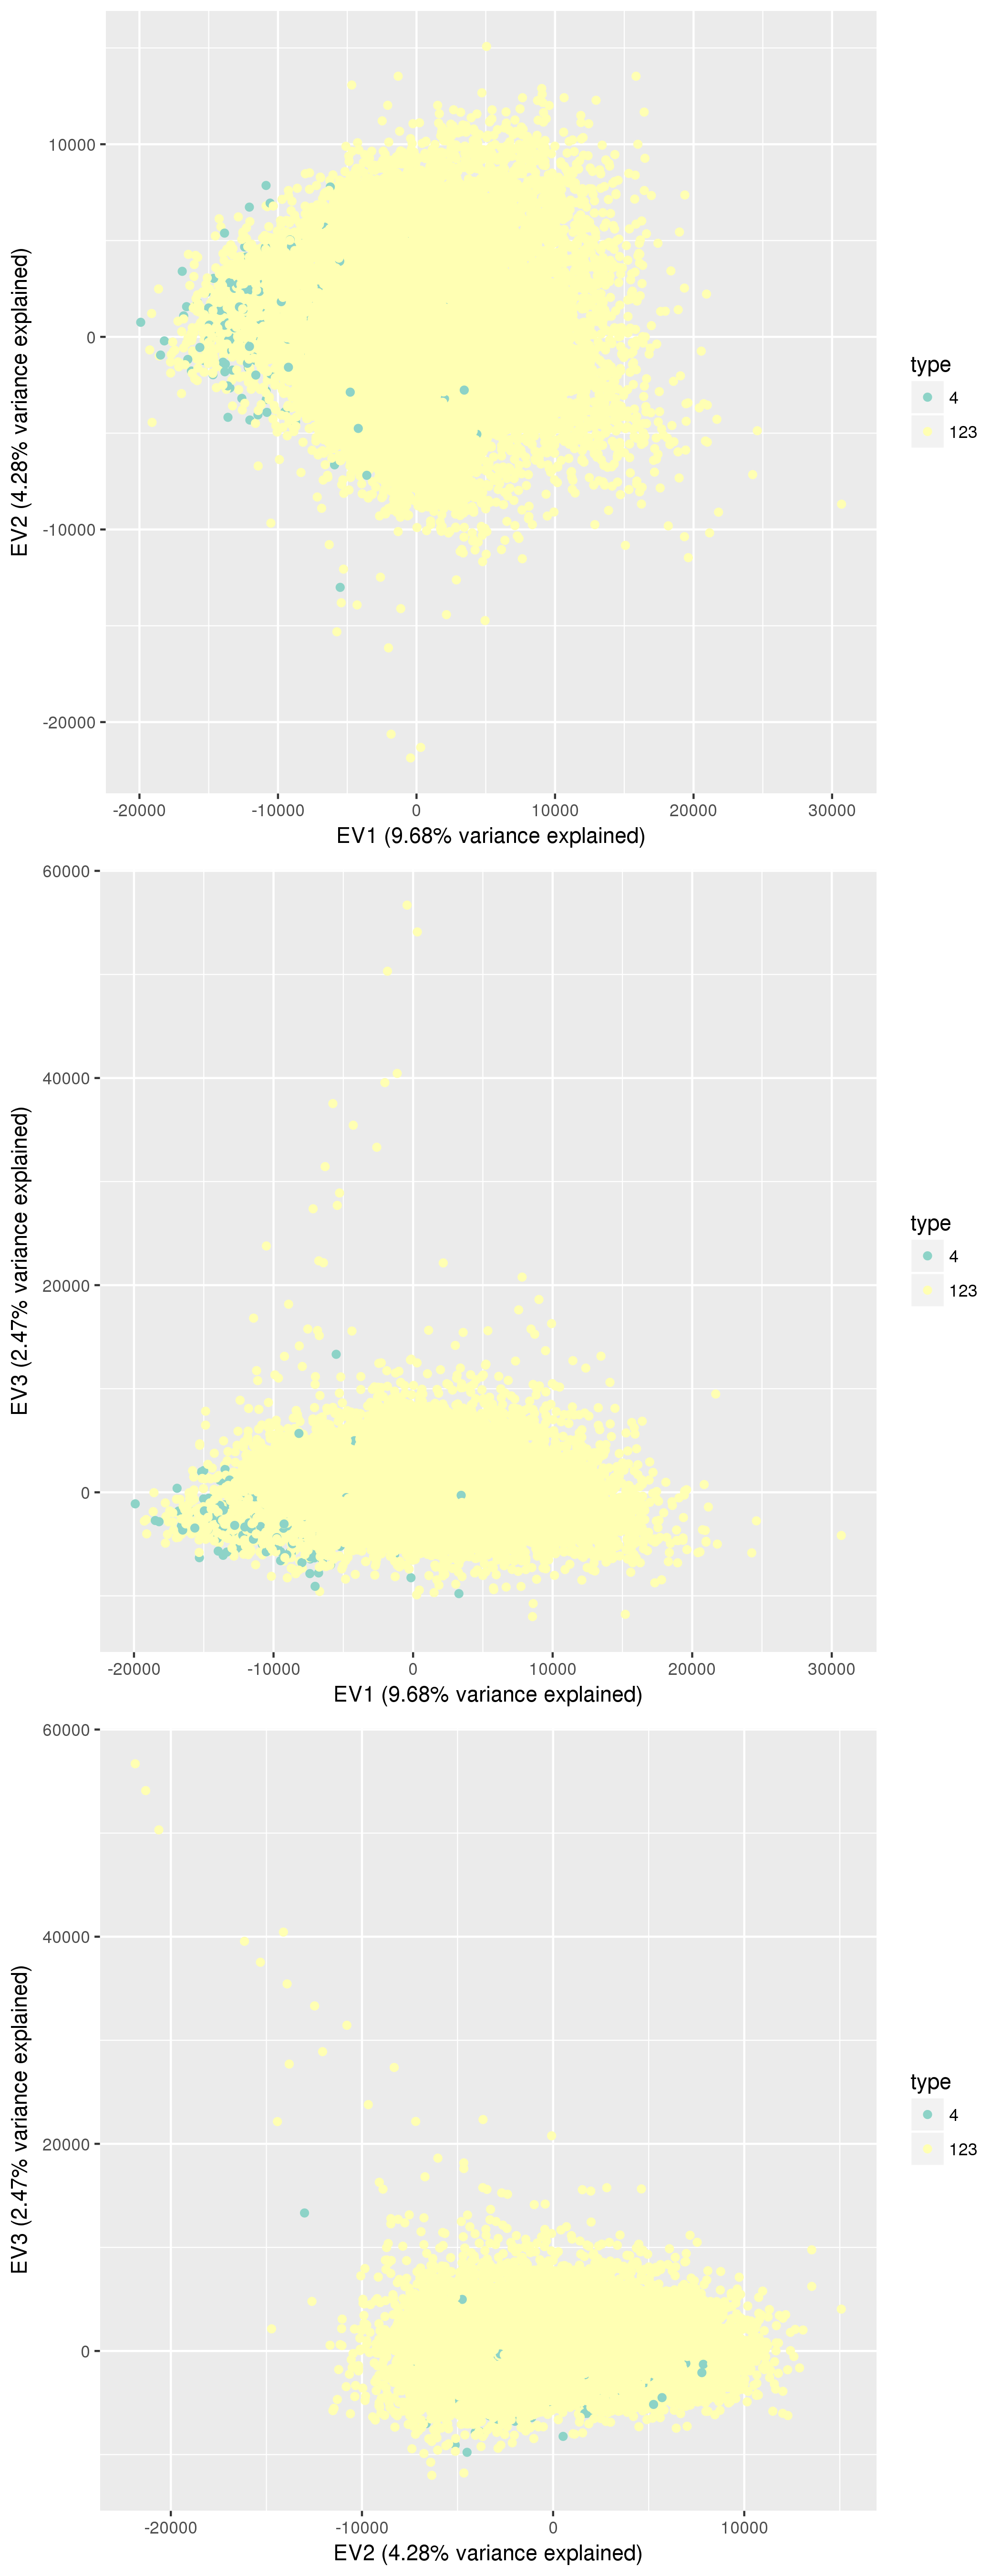 10000
0
-10000
-20000
EV2 (4.28% variance explained)
-20000 -10000 0 10000 20000 30000
EV1 (9.68% variance explained)
type
4
123
60000
40000
20000
0
EV3 (2.47% variance explained)
-20000 -10000 0 10000 20000 30000
EV1 (9.68% variance explained)
type
4
123
60000
40000
20000
0
EV3 (2.47% variance explained)
-20000 -10000 0 10000
EV2 (4.28% variance explained)
type
4
123